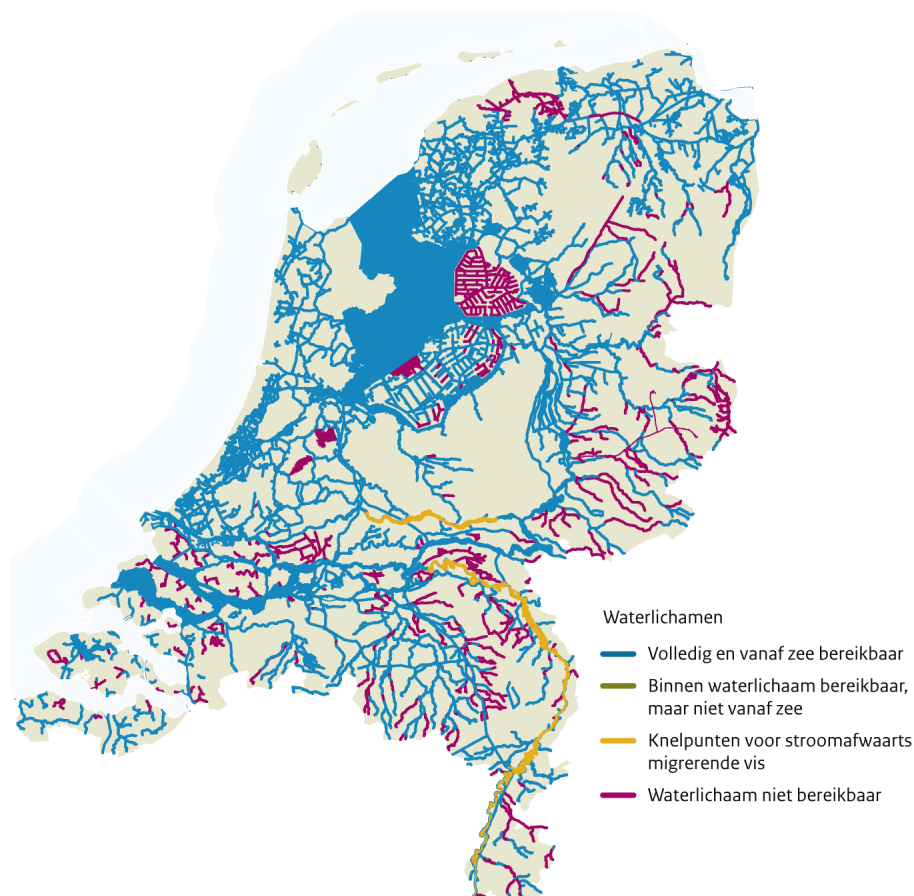 Waterlichamen
Volledig en vanaf zee bereikbaar
Binnen waterlichaam bereikbaar,
maar niet vanaf zee
Knelpunten voor stroomafwaarts
migrerende vis
Waterlichaam niet bereikbaar